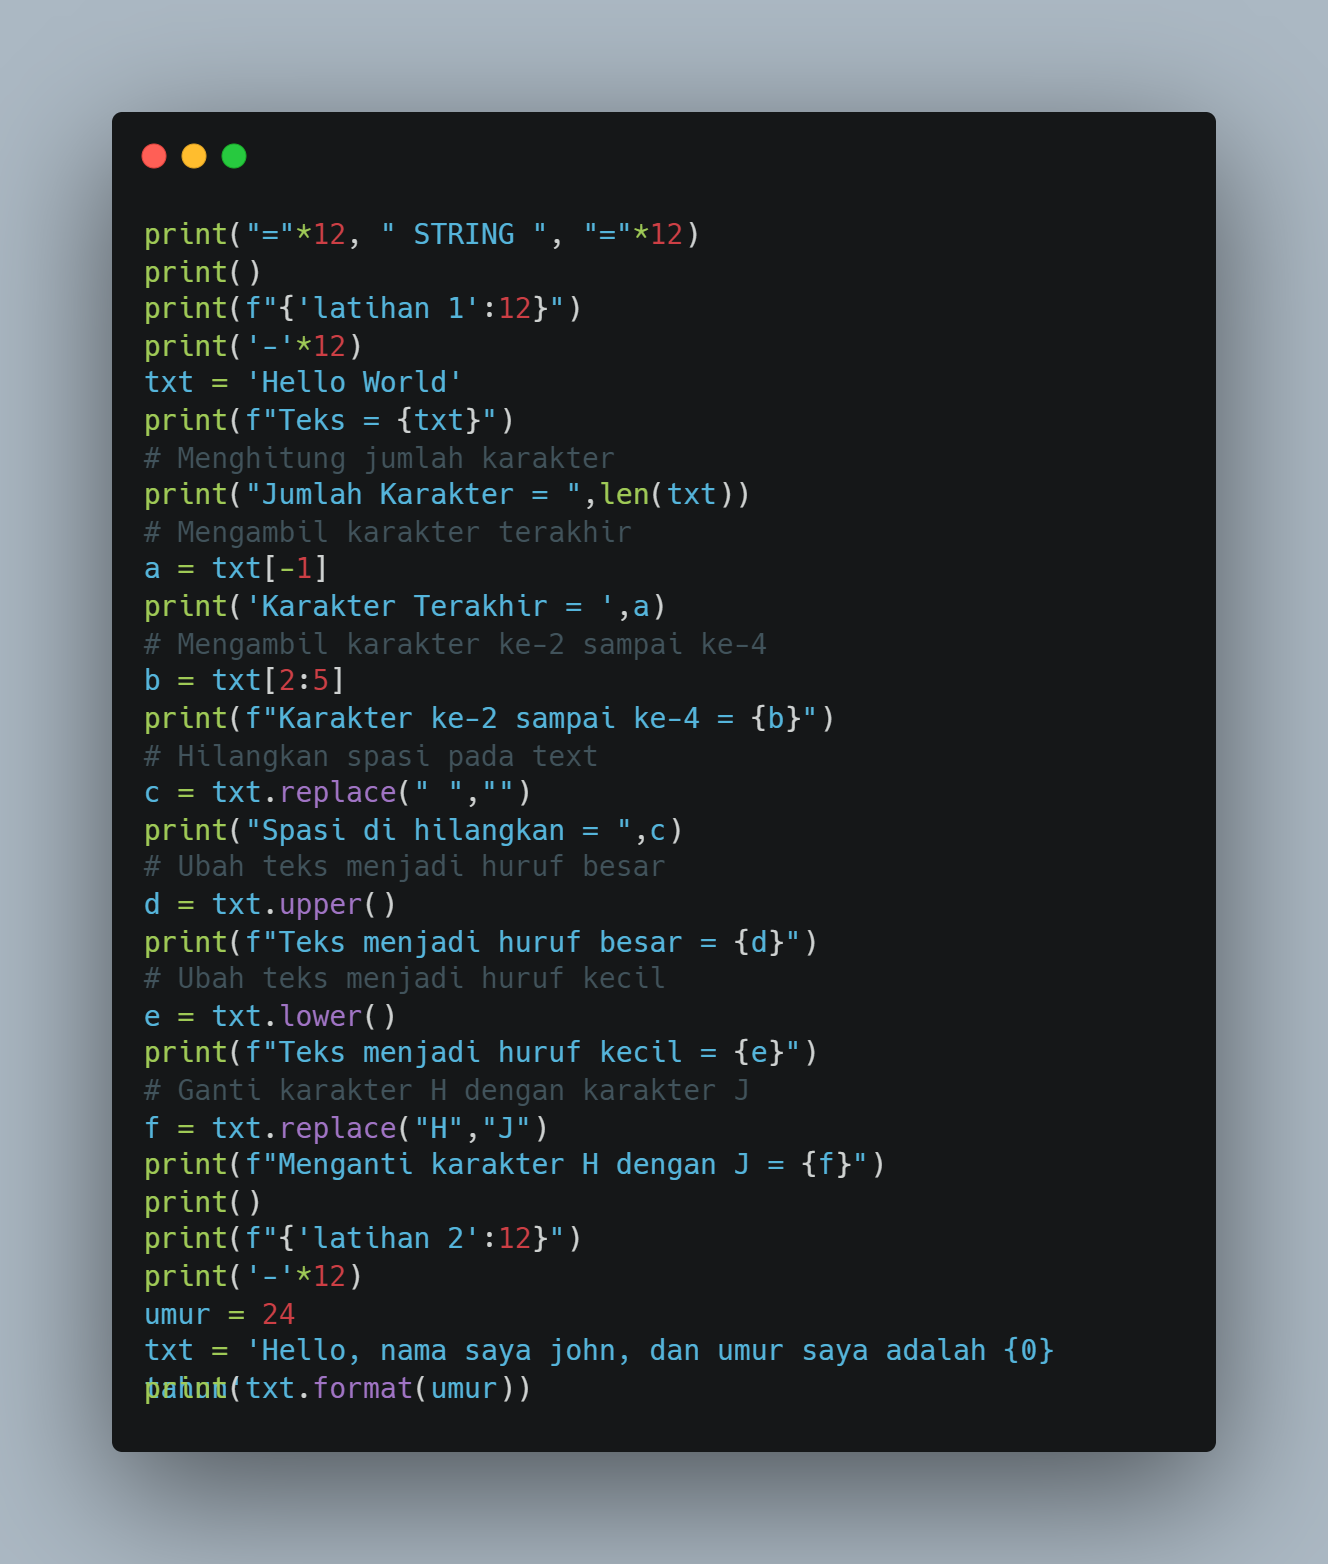 print("="*12, " STRING ", "="*12)
print()
print(f"{'latihan 1':12}")
print('-'*12)
txt = 'Hello World'
print(f"Teks = {txt}")
# Menghitung jumlah karakter
print("Jumlah Karakter = ",len(txt))
# Mengambil karakter terakhir
a = txt[-1]
print('Karakter Terakhir = ',a)
# Mengambil karakter ke-2 sampai ke-4
b = txt[2:5]
print(f"Karakter ke-2 sampai ke-4 = {b}")
# Hilangkan spasi pada text
c = txt.replace(" ","")
print("Spasi di hilangkan = ",c)
# Ubah teks menjadi huruf besar
d = txt.upper()
print(f"Teks menjadi huruf besar = {d}")
# Ubah teks menjadi huruf kecil
e = txt.lower()
print(f"Teks menjadi huruf kecil = {e}")
# Ganti karakter H dengan karakter J
f = txt.replace("H","J")
print(f"Menganti karakter H dengan J = {f}")
print()
print(f"{'latihan 2':12}")
print('-'*12)
umur = 24
txt = 'Hello, nama saya john, dan umur saya adalah {0}
tahun'
print(txt.format(umur))